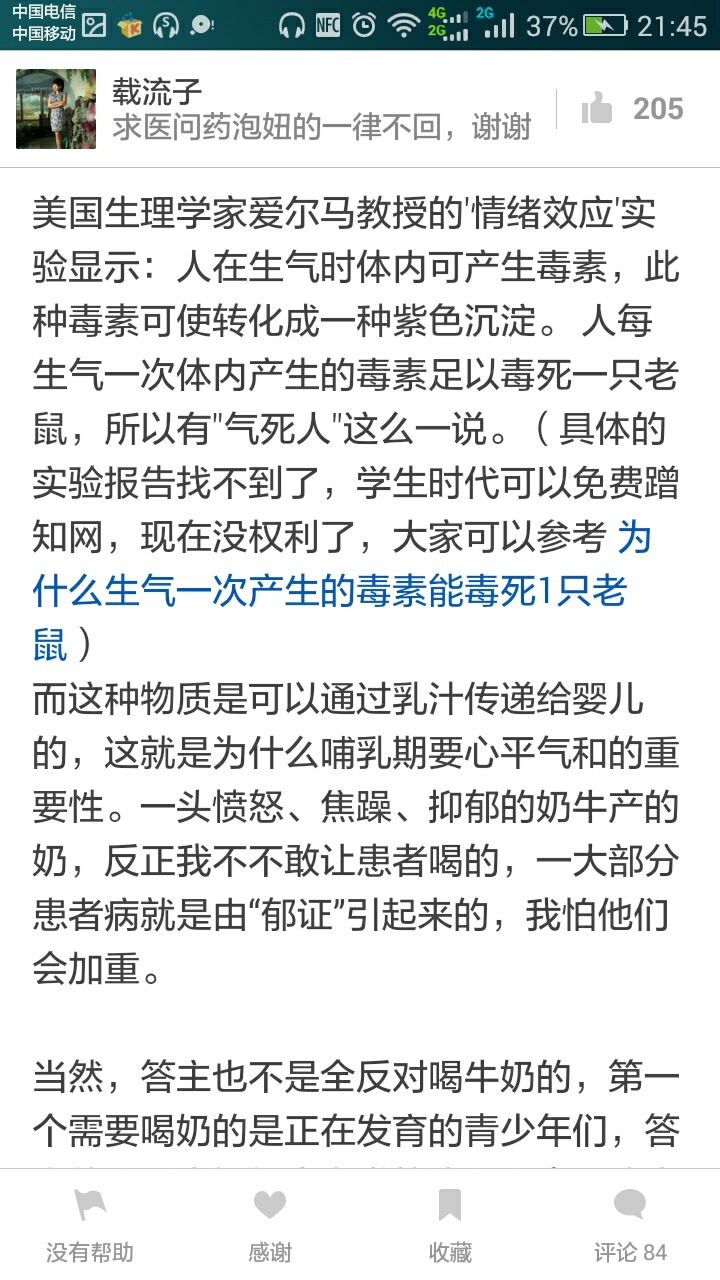 中国电信
中国移动
NFC
4G
2G
2G
37%
21:45
载流子
求医问药泡妞的一律不回，谢谢
205
美国生理学家爱尔马教授的'情绪效应'实
验显示：人在生气时体内可产生毒素，此
种毒素可使转化成一种紫色沉淀。 人每
生气一次体内产生的毒素足以毒死一只老
鼠，所以有"气死人"这么一说。（ 具体的
实验报告找不到了，学生时代可以免费蹭
知网，现在没权利了，大家可以参考 为
什么生气一次产生的毒素能毒死1只老
鼠 ）
而这种物质是可以通过乳汁传递给婴儿
的，这就是为什么哺乳期要心平气和的重
要性。一头愤怒、焦躁、抑郁的奶牛产的
奶，反正我不不敢让患者喝的，一大部分
患者病就是由“郁证”引起来的，我怕他们
会加重。
当然，答主也不是全反对喝牛奶的，第一
个需要喝奶的是正在发育的青少年们，答
没有帮助
感谢
收藏
评论 84